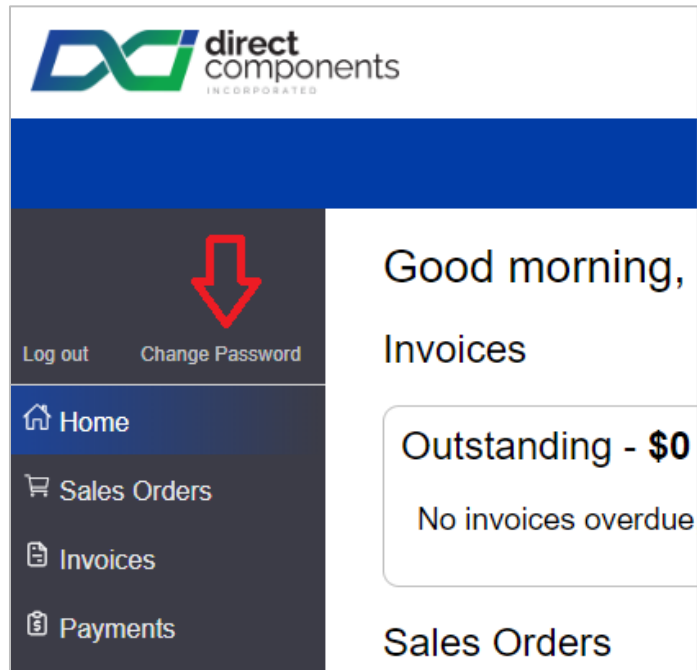 DCi direct
components
INCORPORATED
Good morning,
Log out Change Password
Invoices
Home
Outstanding - $0
Sales Orders
No invoices overdue
Invoices
Payments
Sales Orders